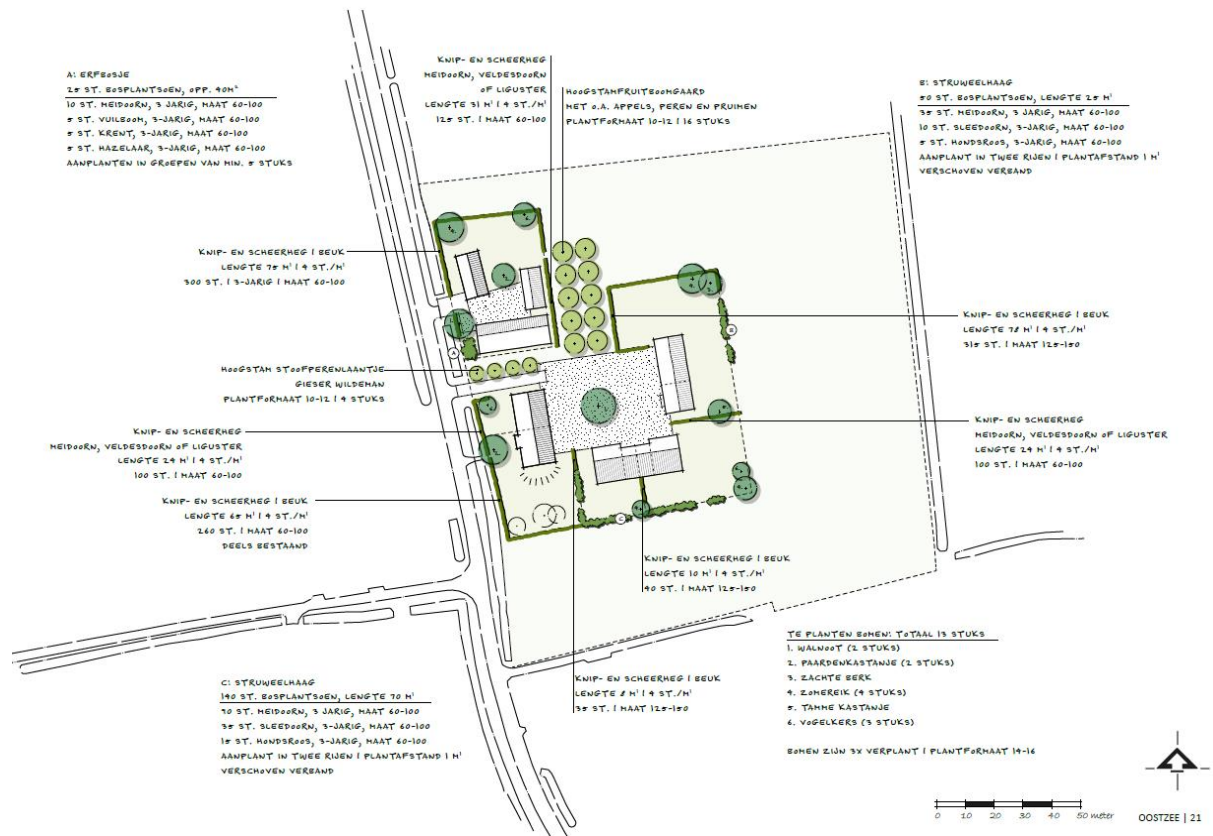 A: ERFBOSJE
25 ST. BOSPLANTSOEN, OPP. 40M²
10 ST. MEIDOORN, 3 JARIG, MAAT 60-100
5 ST. VUILBOOM, 3-JARIG, MAAT 60-100
5 ST. KRENT, 3-JARIG, MAAT 60-100
5 ST. HAZELAAR, 3-JARIG, MAAT 60-100
AANPLANTEN IN GROEPEN VAN MIN. 5 STUKS
KNIP- EN SCHEERHEG
MEIDOORN, VELDESDOORN
OF LIGUSTER
LENGTE 31 M¹ | 4 ST./M¹
125 ST. | MAAT 60-100
HOOGSTAMFRUITBOOMGAARD
MET O.A. APPELS, PEREN EN PRUIMEN
PLANTFORMAAT 10-12 | 16 STUKS
B: STRUWEELHAAG
50 ST. BOSPLANTSOEN, LENGTE 25 M¹
35 ST. MEIDOORN, 3 JARIG, MAAT 60-100
10 ST. SLEEDOORN, 3-JARIG, MAAT 60-100
5 ST. HONDSROOS, 3-JARIG, MAAT 60-100
AANPLANT IN TWEE RIJEN | PLANTAFSTAND 1 M¹
VERSCHOVEN VERBAND
KNIP- EN SCHEERHEG | BEUK
LENGTE 75 M¹ | 4 ST./M¹
300 ST. | 3-JARIG | MAAT 60-100
KNIP- EN SCHEERHEG | BEUK
LENGTE 78 M¹ | 4 ST./M¹
315 ST. | MAAT 125-150
A
B
HOOGSTAM STOOFPERENLAANTJE
GIESER WILDEMAN
PLANTFORMAAT 10-12 | 4 STUKS
KNIP- EN SCHEERHEG
MEIDOORN, VELDESDOORN OF LIGUSTER
LENGTE 24 M¹ | 4 ST./M¹
100 ST. | MAAT 60-100
KNIP- EN SCHEERHEG
MEIDOORN, VELDESDOORN OF LIGUSTER
LENGTE 24 M¹ | 4 ST./M¹
100 ST. | MAAT 60-100
KNIP- EN SCHEERHEG | BEUK
LENGTE 65 M¹ | 4 ST./M¹
260 ST. | MAAT 60-100
DEELS BESTAAND
C
KNIP- EN SCHEERHEG | BEUK
LENGTE 10 M¹ | 4 ST./M¹
40 ST. | MAAT 125-150
TE PLANTEN BOMEN: TOTAAL 13 STUKS
1. WALNOOT (2 STUKS)
2. PAARDENKASTANJE (2 STUKS)
3. ZACHTE BERK
4. ZOMEREIK (4 STUKS)
5. TAMME KASTANJE
6. VOGELKERS (3 STUKS)
BOMEN ZIJN 3X VERPLANT | PLANTFORMAAT 14-16
C: STRUWEELHAAG
140 ST. BOSPLANTSOEN, LENGTE 70 M¹
90 ST. MEIDOORN, 3 JARIG, MAAT 60-100
35 ST. SLEEDOORN, 3-JARIG, MAAT 60-100
15 ST. HONDSROOS, 3-JARIG, MAAT 60-100
AANPLANT IN TWEE RIJEN | PLANTAFSTAND 1 M¹
VERSCHOVEN VERBAND
KNIP- EN SCHEERHEG | BEUK
LENGTE 8 M¹ | 4 ST./M¹
35 ST. | MAAT 125-150
0 10 20 30 40 50 meter
OOSTZEE | 21